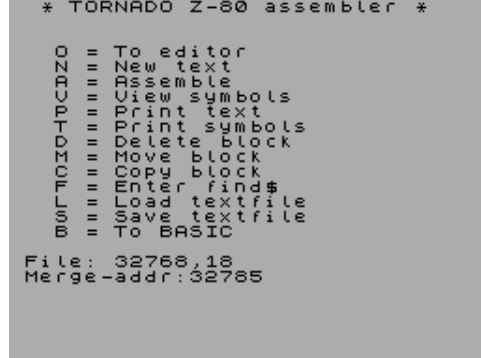 * TORNADO Z-80 assembler *
O = To editor
N = New text
A = Assemble
V = View symbols
P = Print text
T = Print symbols
D = Delete block
M = Move block
C = Copy block
F = Enter find$
L = Load textfile
S = Save textfile
B = To BASIC
File: 32768,18
Merge-addr:32785